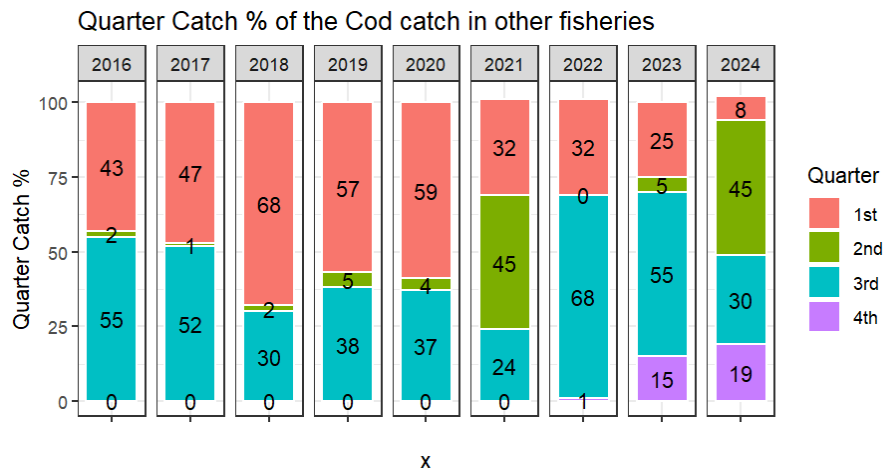 Quarter Catch % of the Cod catch in other fisheries
2016 2017 2018 2019 2020 2021 2022 2023 2024
100
75
50
25
0
Quarter Catch %
43 2 55 0
47 1 52 0
68 2 30 0
57 5 38 0
59 4 37 0
32 45 24 0
32 0 68 1
25 5 55 15
8 45 30 19
x
Quarter
1st
2nd
3rd
4th